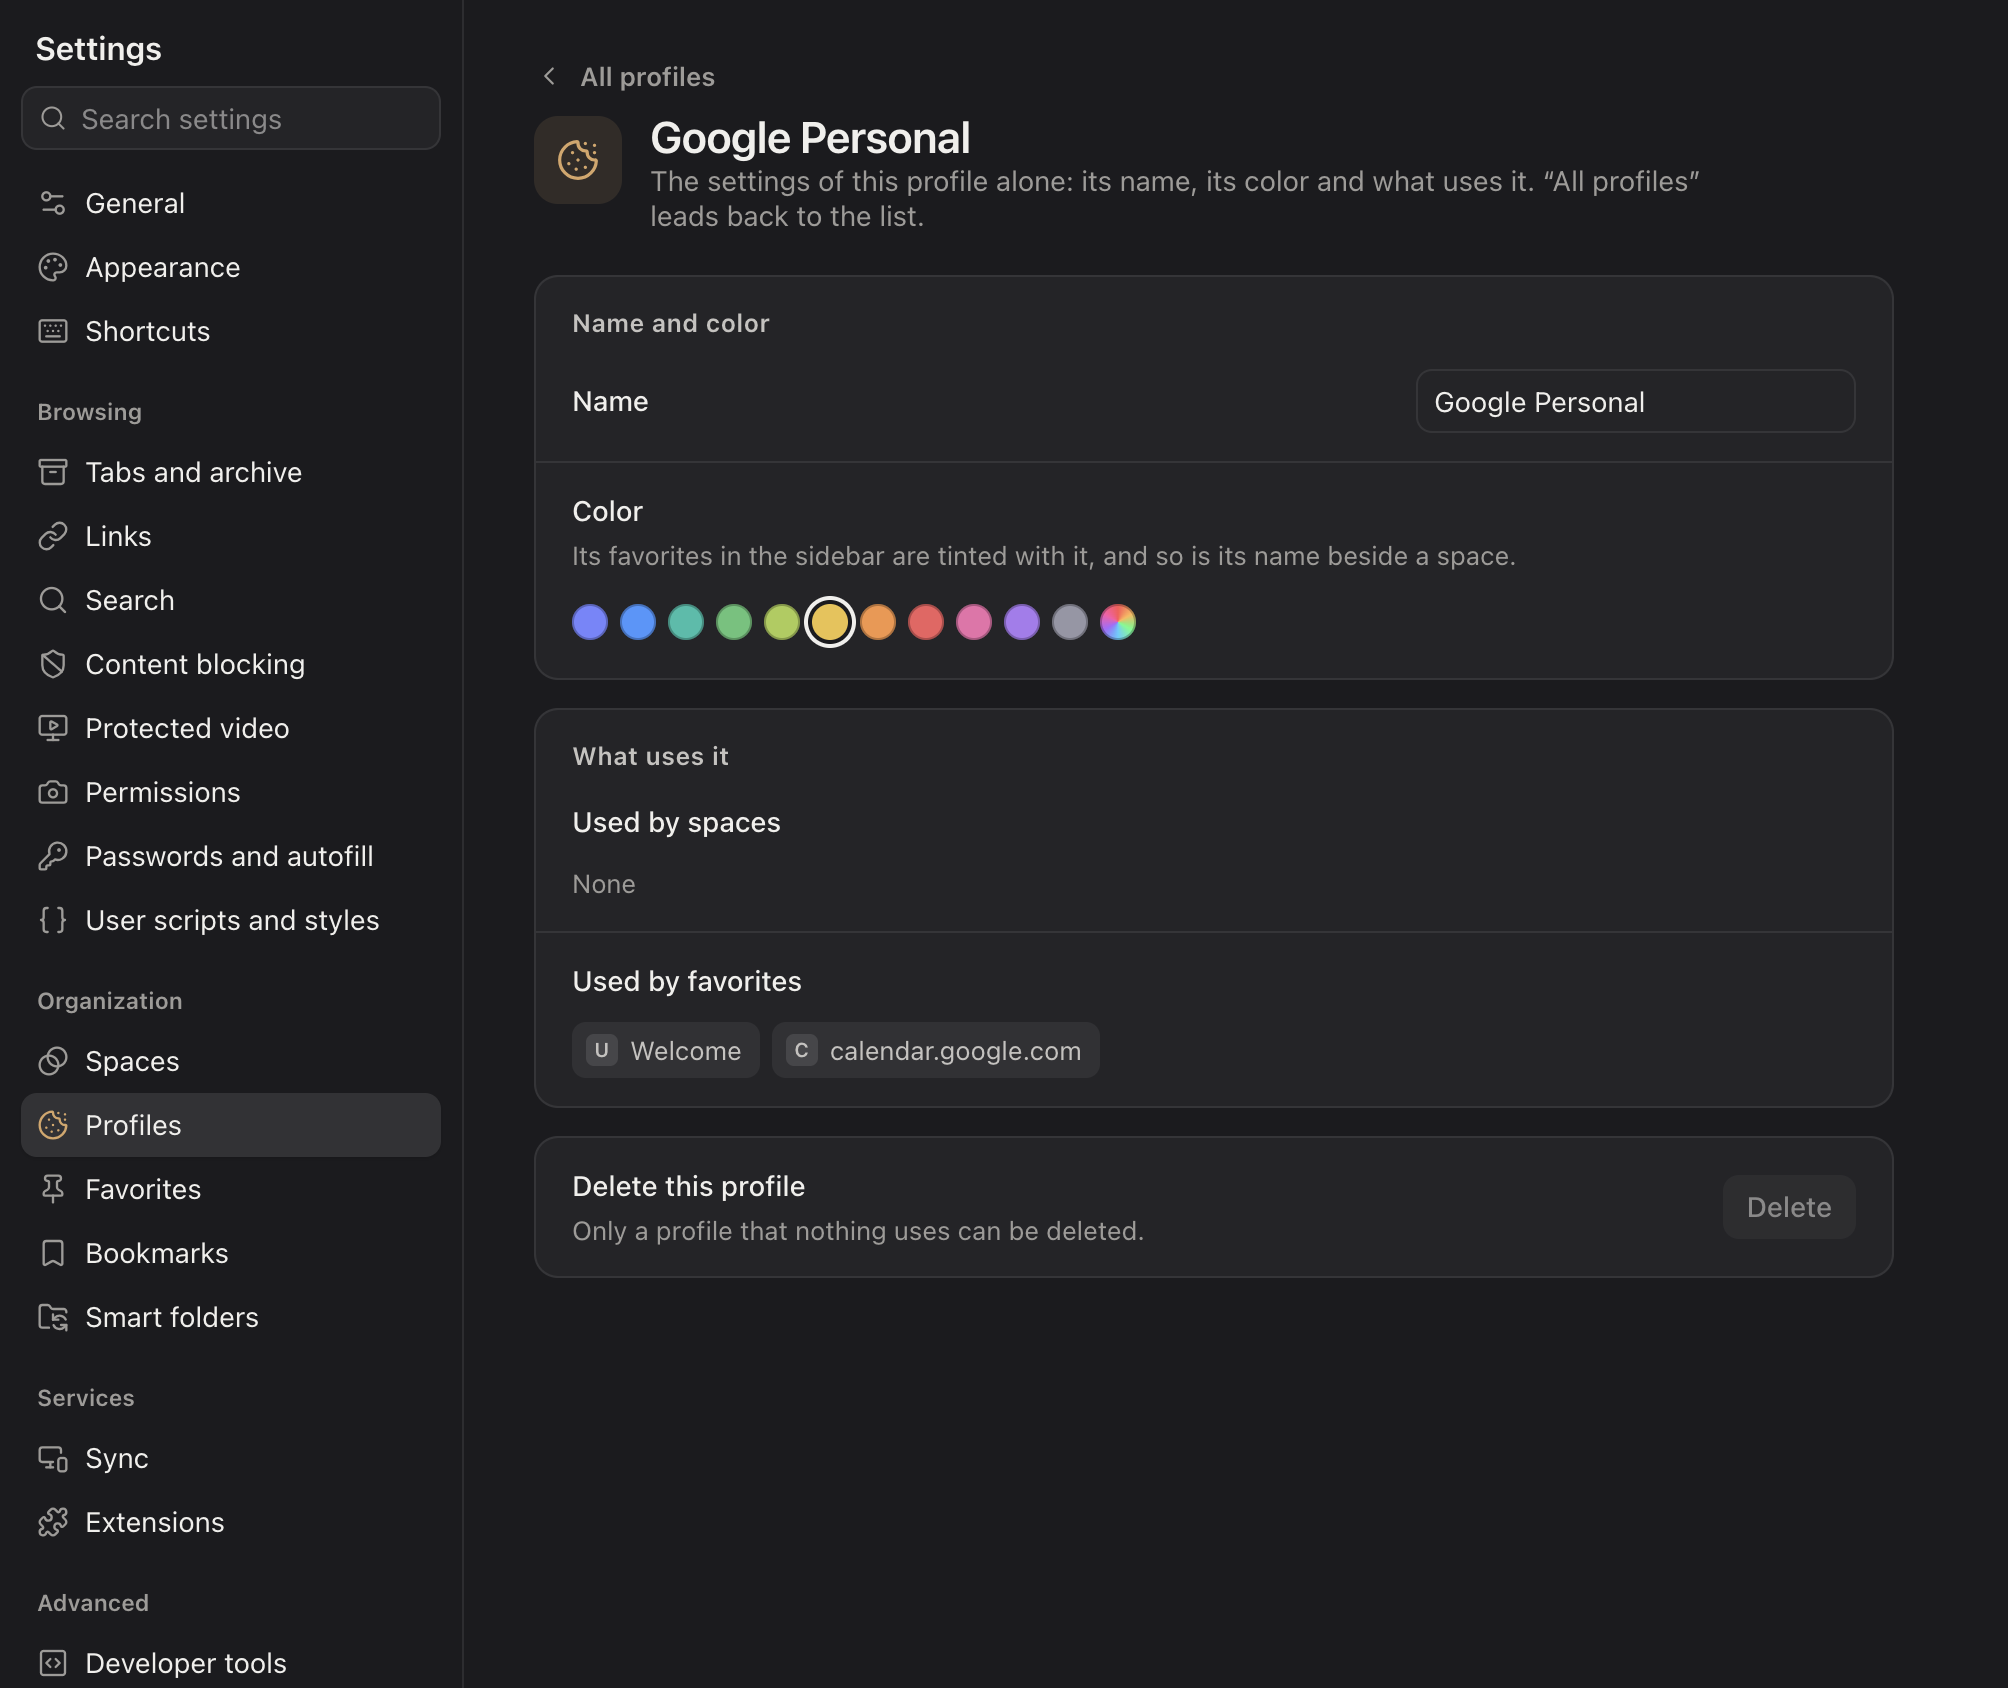 Settings
Search settings
General
Appearance
Shortcuts
Browsing
Tabs and archive
Links
Search
Content blocking
Protected video
Permissions
Passwords and autofill
User scripts and styles
Organization
Spaces
Profiles
Favorites
Bookmarks
Smart folders
Services
Sync
Extensions
Advanced
Developer tools
All profiles
Google Personal
The settings of this profile alone: its name, its color and what uses it. “All profiles”
leads back to the list.
Name and color
Name
Google Personal
Color
Its favorites in the sidebar are tinted with it, and so is its name beside a space.
What uses it
Used by spaces
None
Used by favorites
U Welcome C calendar.google.com
Delete this profile
Only a profile that nothing uses can be deleted.
Delete